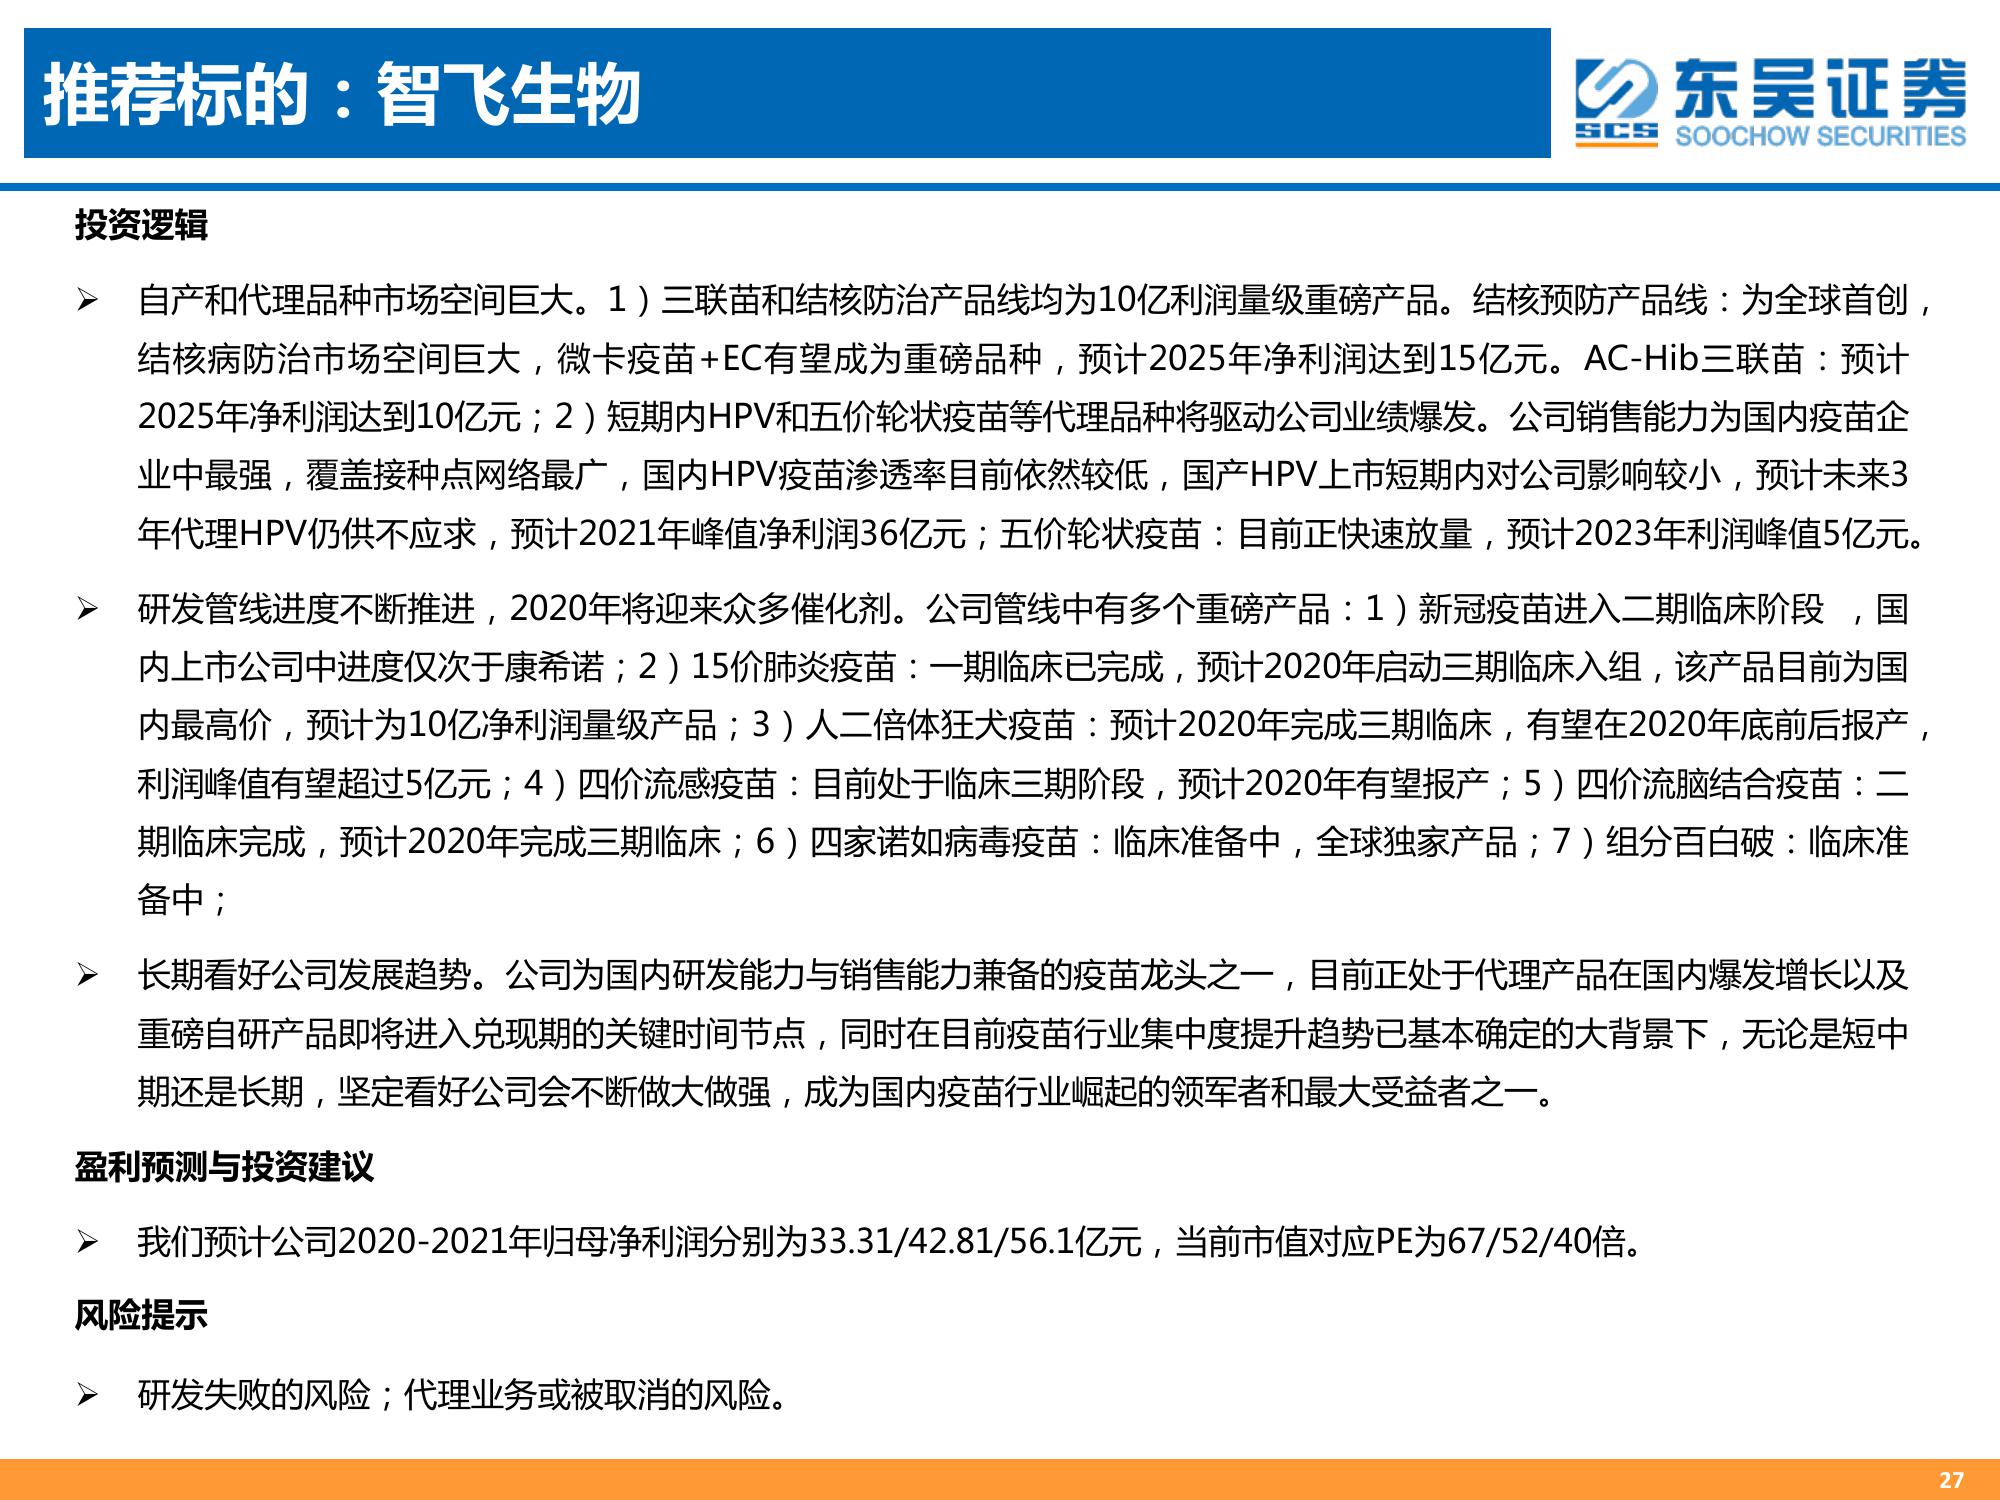 推荐标的：智飞生物
SCS
东吴证券
SOOCHOW SECURITIES
投资逻辑
➢ 自产和代理品种市场空间巨大。1）三联苗和结核防治产品线均为10亿利润量级重磅产品。结核预防产品线：为全球首创，
结核病防治市场空间巨大，微卡疫苗+EC有望成为重磅品种，预计2025年净利润达到15亿元。AC-Hib三联苗：预计
2025年净利润达到10亿元；2）短期内HPV和五价轮状疫苗等代理品种将驱动公司业绩爆发。公司销售能力为国内疫苗企
业中最强，覆盖接种点网络最广，国内HPV疫苗渗透率目前依然较低，国产HPV上市短期内对公司影响较小，预计未来3
年代理HPV仍供不应求，预计2021年峰值净利润36亿元；五价轮状疫苗：目前正快速放量，预计2023年利润峰值5亿元。
➢ 研发管线进度不断推进，2020年将迎来众多催化剂。公司管线中有多个重磅产品：1）新冠疫苗进入二期临床阶段 ，国
内上市公司中进度仅次于康希诺；2）15价肺炎疫苗：一期临床已完成，预计2020年启动三期临床入组，该产品目前为国
内最高价，预计为10亿净利润量级产品；3）人二倍体狂犬疫苗：预计2020年完成三期临床，有望在2020年底前后报产，
利润峰值有望超过5亿元；4）四价流感疫苗：目前处于临床三期阶段，预计2020年有望报产；5）四价流脑结合疫苗：二
期临床完成，预计2020年完成三期临床；6）四家诺如病毒疫苗：临床准备中，全球独家产品；7）组分百白破：临床准
备中；
➢ 长期看好公司发展趋势。公司为国内研发能力与销售能力兼备的疫苗龙头之一，目前正处于代理产品在国内爆发增长以及
重磅自研产品即将进入兑现期的关键时间节点，同时在目前疫苗行业集中度提升趋势已基本确定的大背景下，无论是短中
期还是长期，坚定看好公司会不断做大做强，成为国内疫苗行业崛起的领军者和最大受益者之一。
盈利预测与投资建议
➢ 我们预计公司2020-2021年归母净利润分别为33.31/42.81/56.1亿元，当前市值对应PE为67/52/40倍。
风险提示
➢ 研发失败的风险；代理业务或被取消的风险。
27